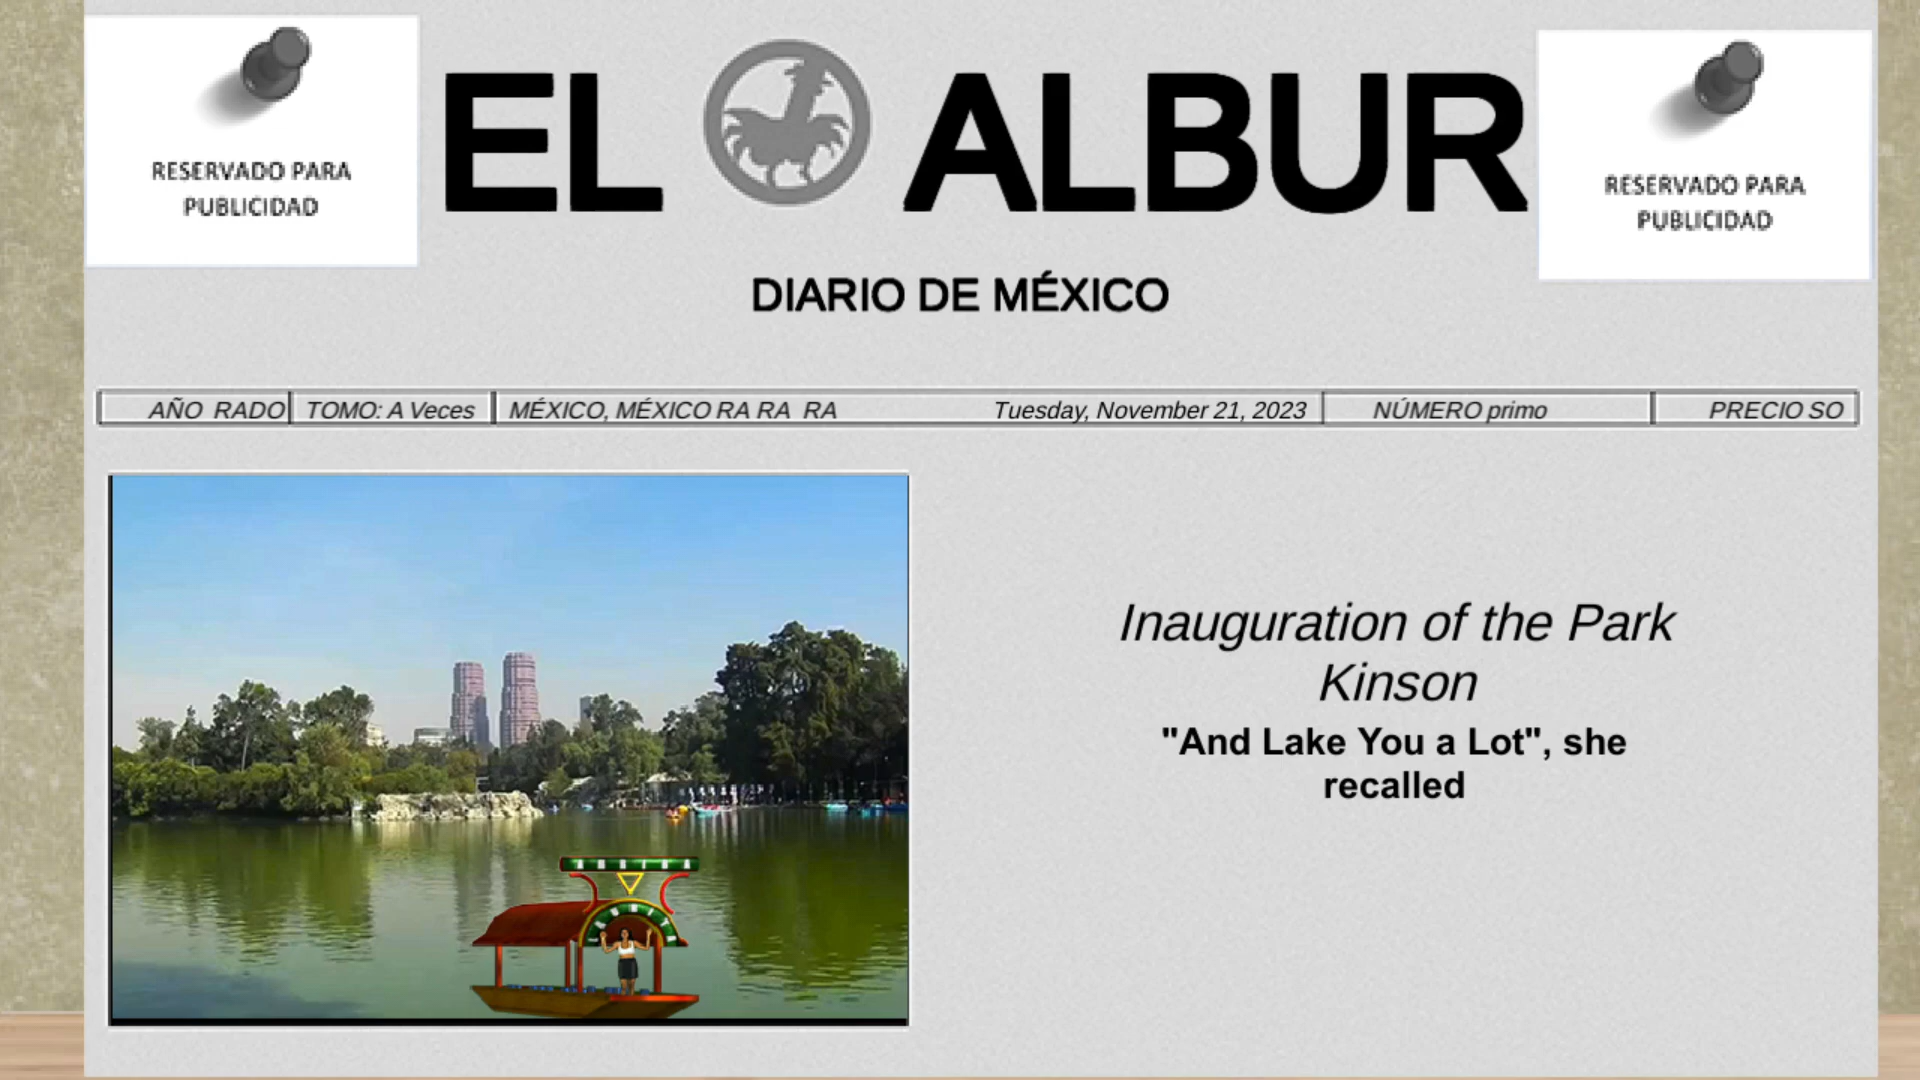 RESERVADO PARA
PUBLICIDAD
EL ALBUR
RESERVADO PARA
PUBLICIDAD
DIARIO DE MÉXICO
AÑO RADO TOMO: A Veces MÉXICO, MÉXICO RA RA RA Tuesday, November 21, 2023 NÚMERO primo PRECIO SO
Inauguration of the Park
Kinson
"And Lake You a Lot", she
recalled